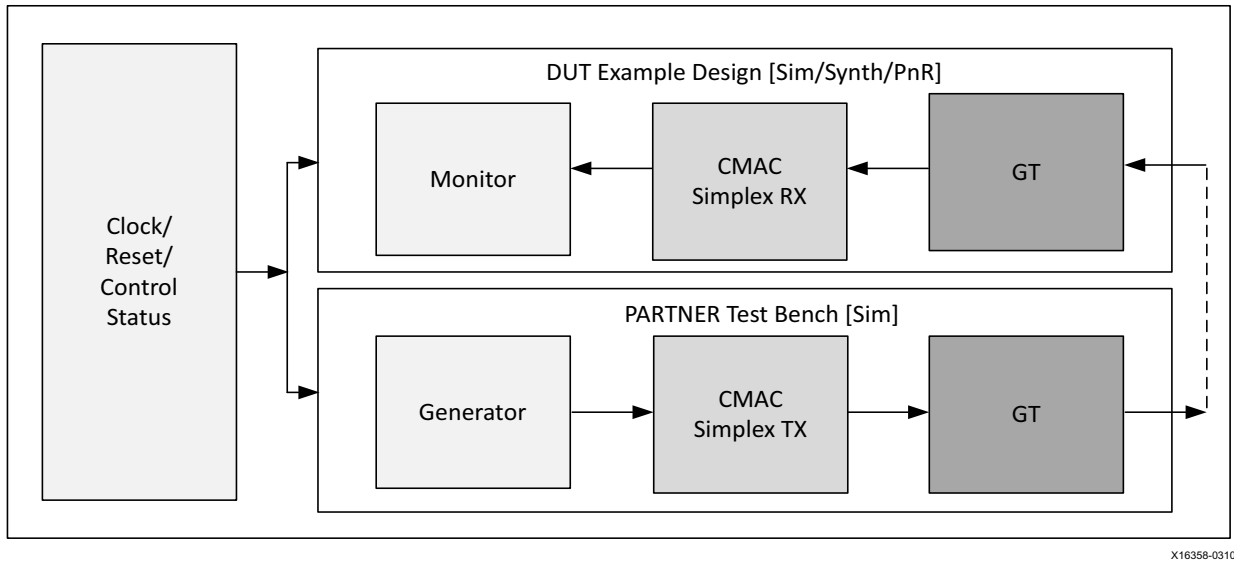 DUT Example Design [Sim/Synth/PnR]
Monitor
CMAC
Simplex RX
GT
Clock/
Reset/
Control
Status
PARTNER Test Bench [Sim]
Generator
CMAC
Simplex TX
GT
X16358-0310